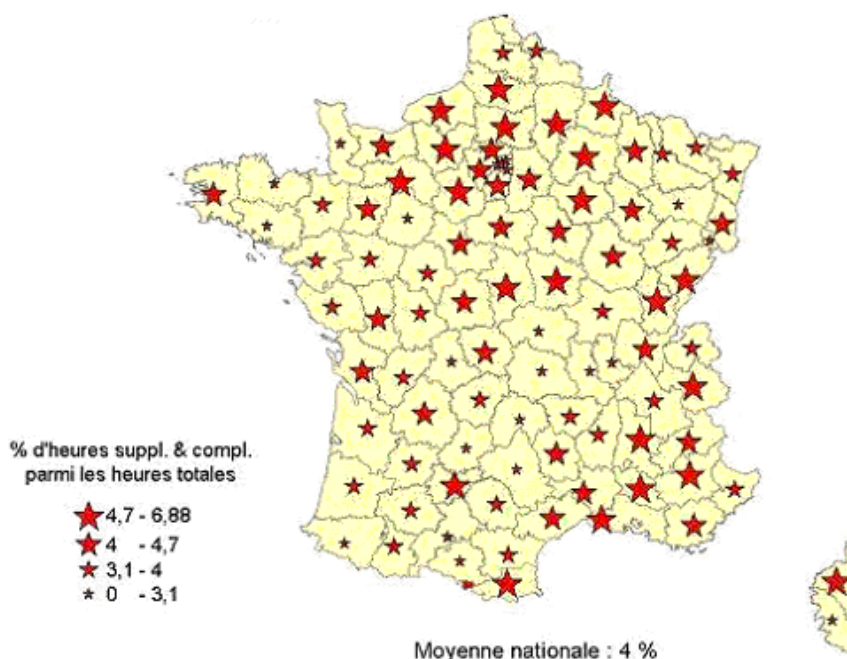 % d'heures suppl. & compl.
parmi les heures totales
4,7 - 6,88
4 - 4,7
3,1 - 4
0 - 3,1
Moyenne nationale : 4 %